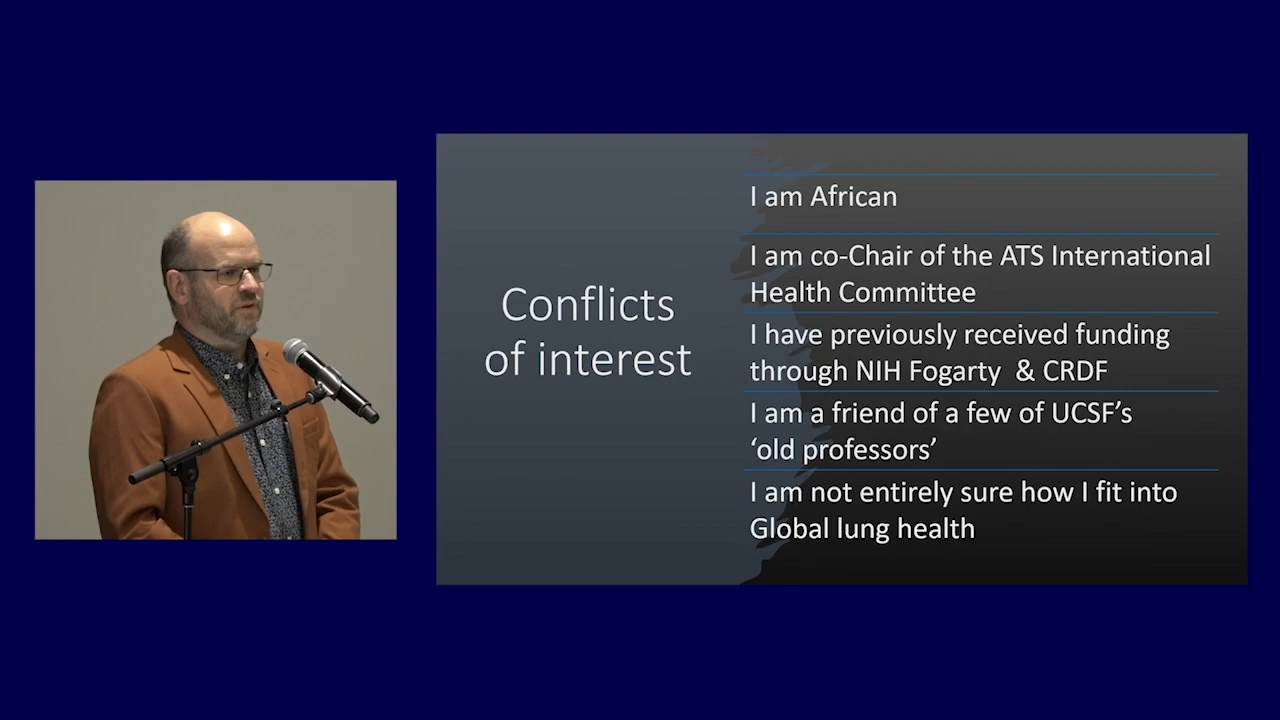 Conflicts
of interest
I am African
I am co-Chair of the ATS International
Health Committee
I have previously received funding
through NIH Fogarty  & CRDF
I am a friend of a few of UCSF’s
‘old professors’
I am not entirely sure how I fit into
Global lung health